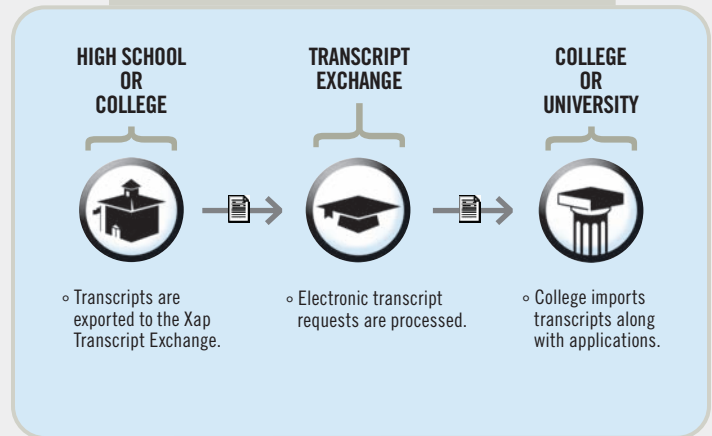 HIGH SCHOOL
OR
COLLEGE
TRANSCRIPT
EXCHANGE
COLLEGE
OR
UNIVERSITY
◦ Transcripts are
exported to the Xap
Transcript Exchange.
◦ Electronic transcript
requests are processed.
◦ College imports
transcripts along
with applications.